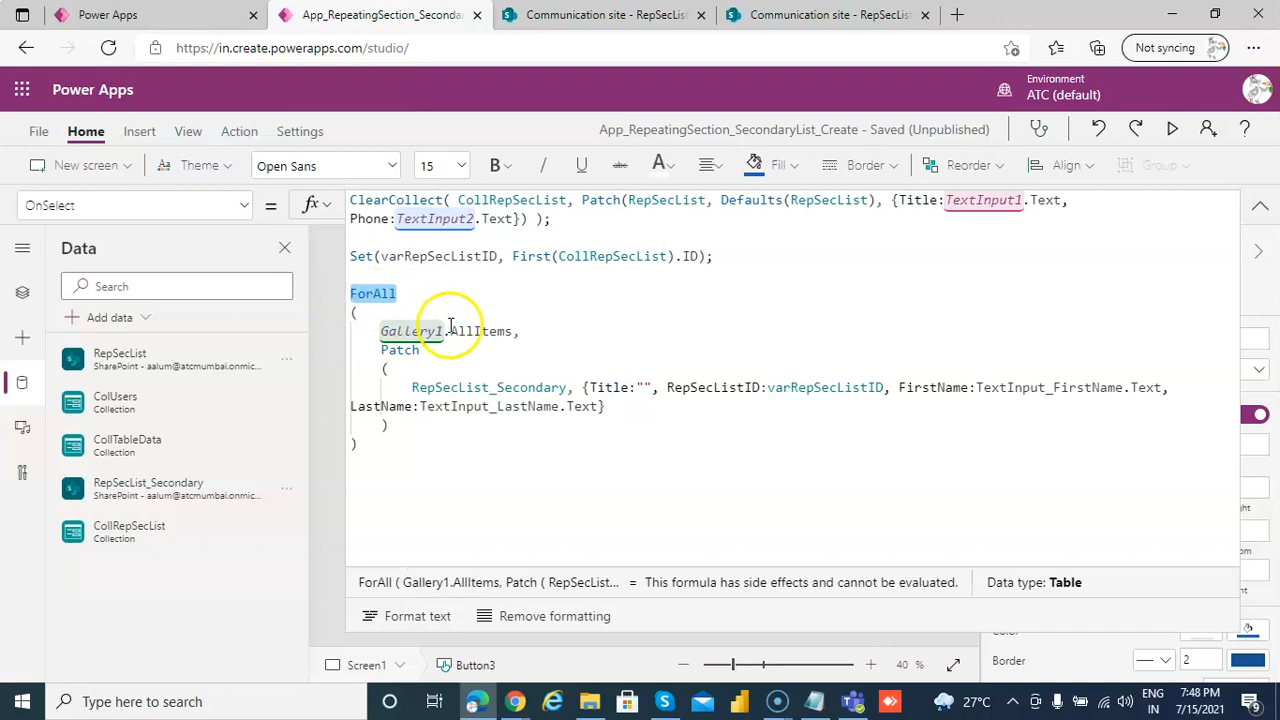 Power Apps
App_RepeatingSection_Seconda
Communication site - RepSecList
Communication site - RepSecList
https://in.create.powerapps.com/studio/
Not syncing
Power Apps
Environment
ATC (default)
File
Home
Insert
View
Action
Settings
App_RepeatingSection_SecondaryList_Create - Saved (Unpublished)
New screen
Theme
Open Sans
15
B
/
U
abc
A
Fill
Border
Reorder
Align
Group
OnSelect
=
fx
ClearCollect( CollRepSecList, Patch(RepSecList, Defaults(RepSecList), {Title:TextInput1.Text,
Phone:TextInput2.Text}) );
Set(varRepSecListID, First(CollRepSecList).ID);
ForAll
(
Gallery1.AllItems,
Patch
(
RepSecList_Secondary, {Title:"", RepSecListID:varRepSecListID, FirstName:TextInput_FirstName.Text,
LastName:TextInput_LastName.Text}
)
)
Data
Search
Add data
RepSecList
SharePoint - aalum@atcmumbai.onmic...
ColUsers
Collection
CollTableData
Collection
RepSecList_Secondary
SharePoint - aalum@atcmumbai.onmic...
CollRepSecList
Collection
ForAll ( Gallery1.AllItems, Patch ( RepSecList... = This formula has side effects and cannot be evaluated.
Data type: Table
Format text
Remove formatting
Screen1
Button3
40 %
Border
2
Type here to search
27°C
ENG
IN
7:48 PM
7/15/2021